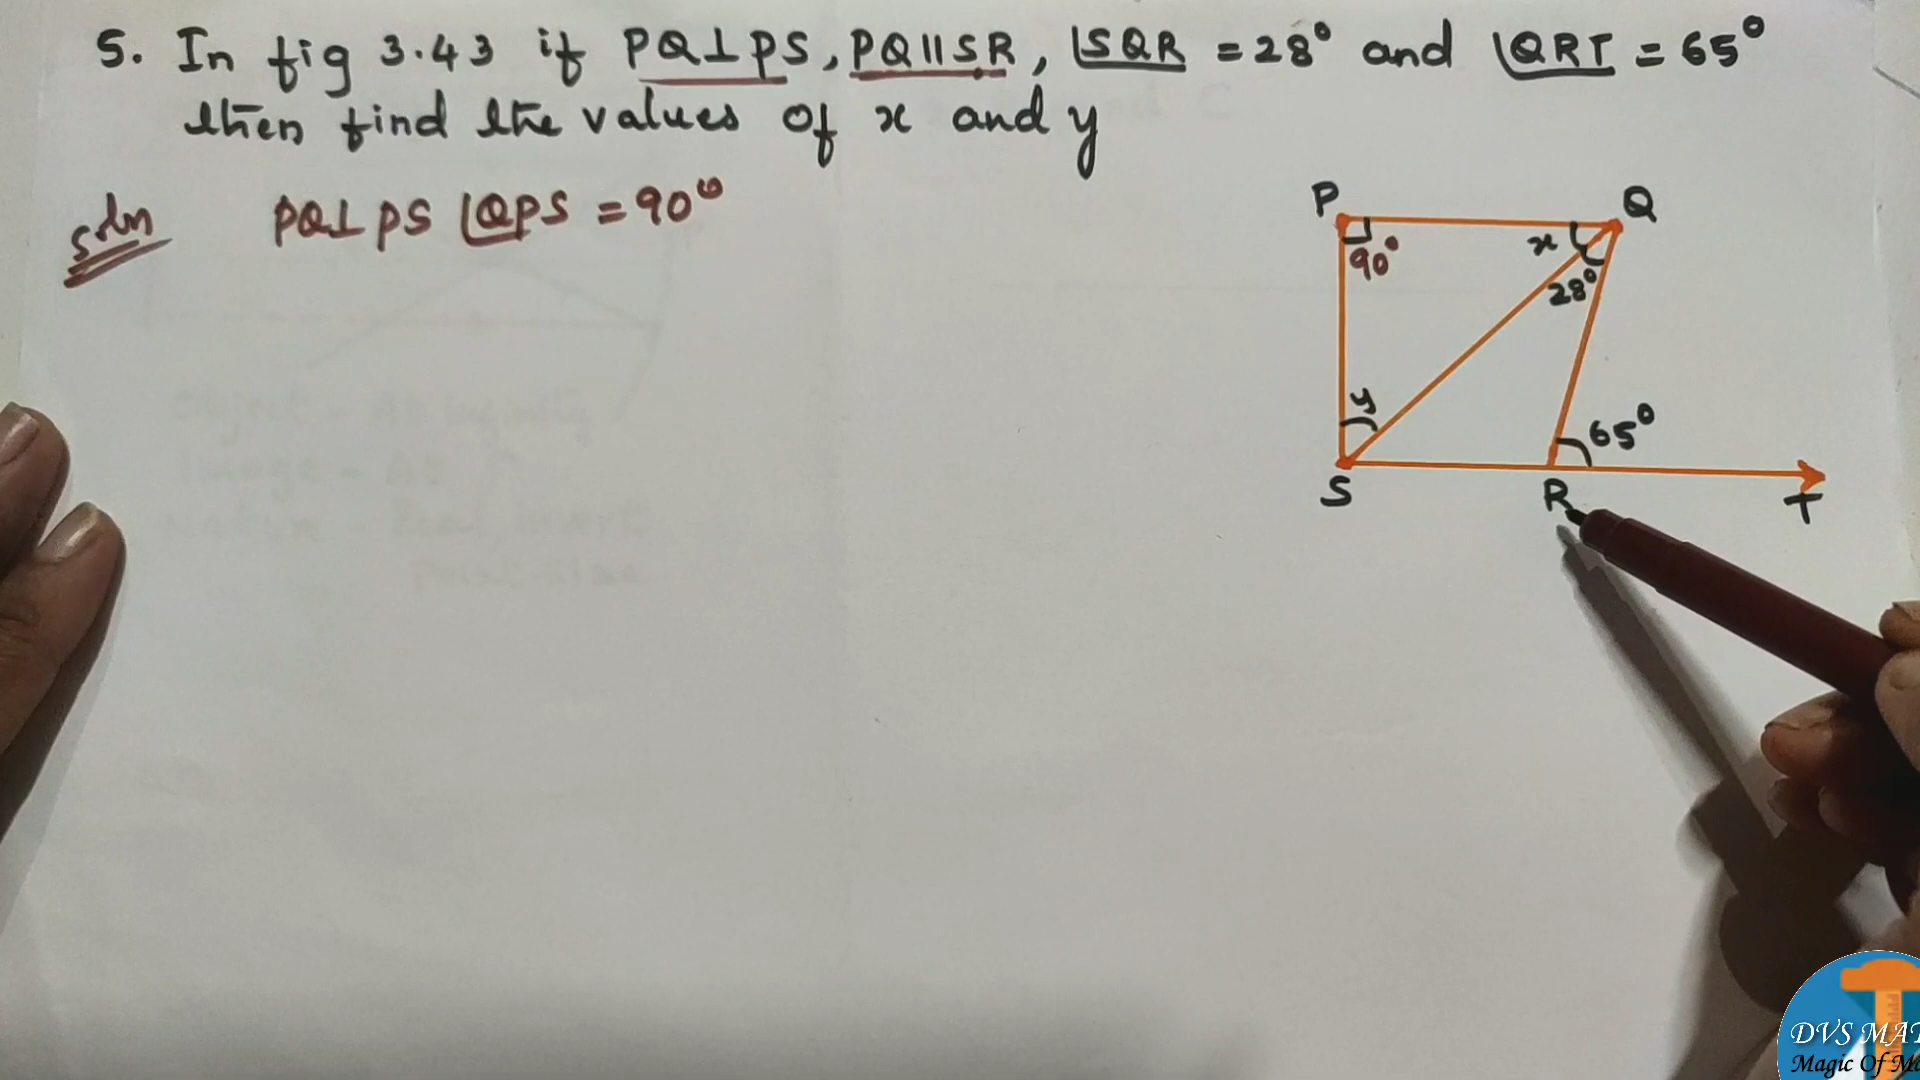 5. In fig 3.43 if PQ⊥PS, PQ∥SR, ∠SQR = 28° and ∠QRT = 65°
then find the values of x and y
Soln PQ⊥PS ∠QPS = 90°
P Q
x
90°
28°
y
65°
S R T
DVS MAT
Magic Of Ma